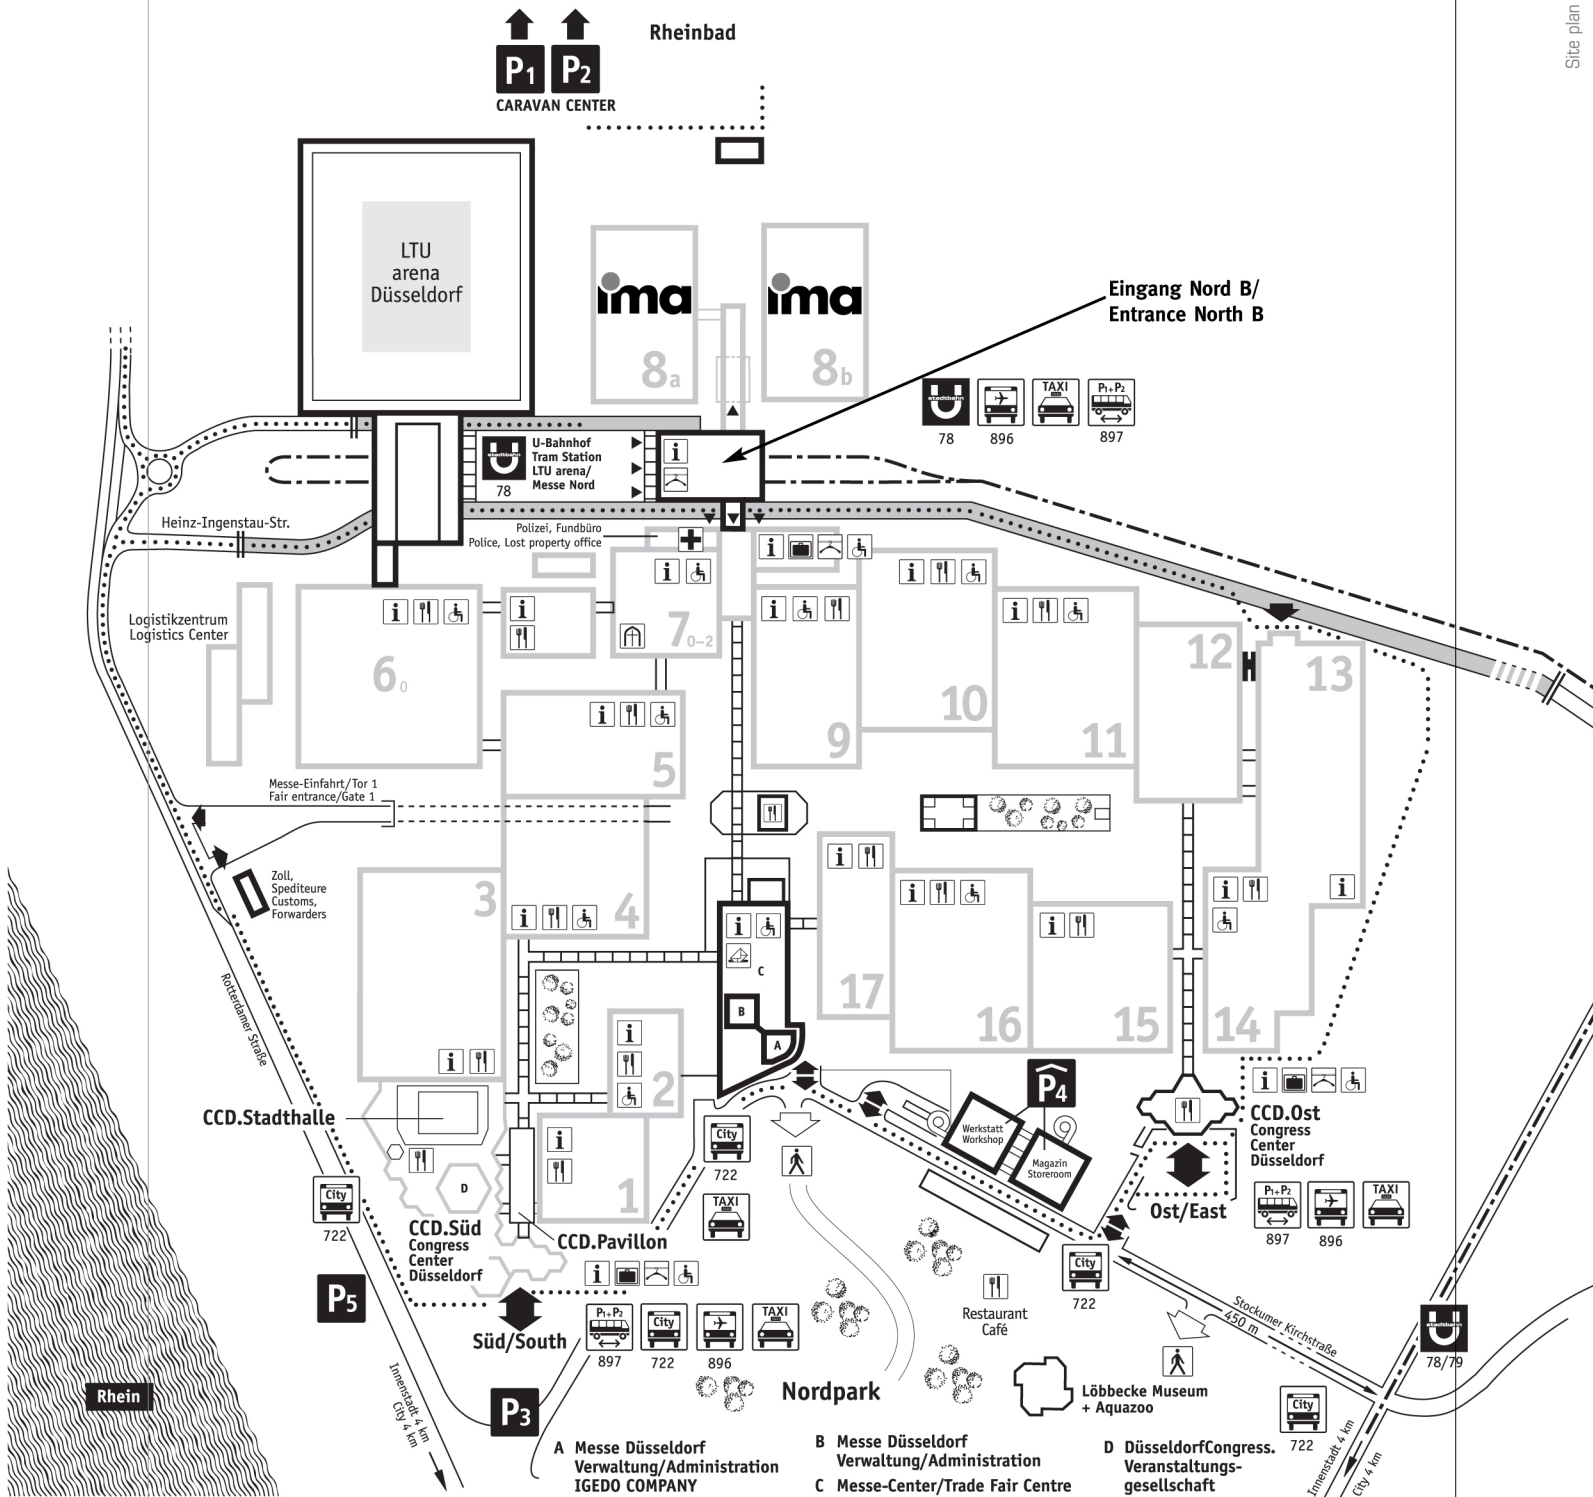 Site plan
Rheinbad
P1 P2
CARAVAN CENTER
LTU
arena
Düsseldorf
ima
ima
8a
8b
Eingang Nord B/
Entrance North B
stadtbahn
TAXI
P1+P2
78
896
897
stadtbahn
78
U-Bahnhof
Tram Station
LTU arena/
Messe Nord
i
Heinz-Ingenstau-Str.
Polizei, Fundbüro
Police, Lost property office
Logistikzentrum
Logistics Center
i
i
i
i
i
i
i
60
70–2
9
10
11
12
13
i
5
Messe-Einfahrt/Tor 1
Fair entrance/Gate 1
Zoll,
Spediteure
Customs,
Forwarders
3
i
4
i
C
B
A
i
17
i
16
i
15
i
i
14
Rotterdamer Straße
i
i
2
CCD.Stadthalle
D
i
1
City
722
City
722
TAXI
P4
Werkstatt
Workshop
Magazin
Storeroom
i
CCD.Ost
Congress
Center
Düsseldorf
Ost/East
P1+P2
TAXI
897
896
CCD.Süd
Congress
Center
Düsseldorf
CCD.Pavillon
i
P5
Süd/South
P1+P2
City
TAXI
897
722
896
City
722
Restaurant
Café
Stockumer Kirchstraße
450 m
stadtbahn
78/79
Rhein
Innenstadt 4 km
City 4 km
P3
Nordpark
Löbbecke Museum
+ Aquazoo
City
722
Innenstadt 4 km
City 4 km
A Messe Düsseldorf
Verwaltung/Administration
IGEDO COMPANY
B Messe Düsseldorf
Verwaltung/Administration
C Messe-Center/Trade Fair Centre
D DüsseldorfCongress.
Veranstaltungs-
gesellschaft